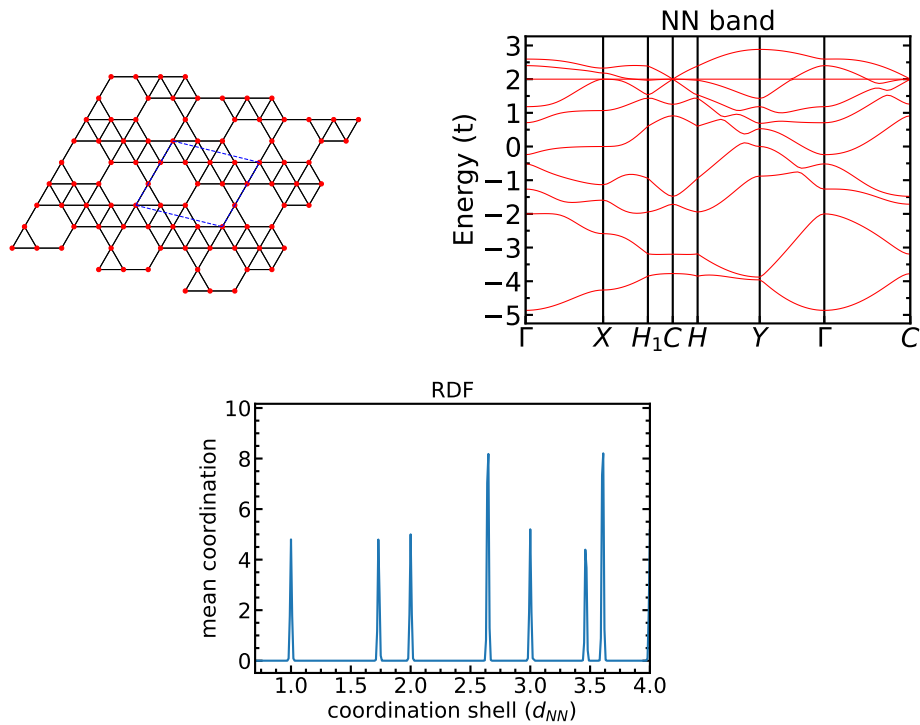 NN band
Energy (t)
3
2
1
0
−1
−2
−3
−4
−5
Γ X H₁ C H Y Γ C
RDF
mean coordination
10
8
6
4
2
0
1.0 1.5 2.0 2.5 3.0 3.5 4.0
coordination shell (d_{NN})